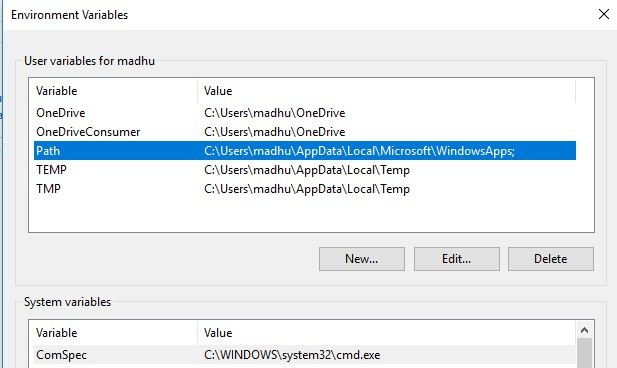 Environment Variables
User variables for madhu
Variable Value
OneDrive C:\Users\madhu\OneDrive
OneDriveConsumer C:\Users\madhu\OneDrive
Path C:\Users\madhu\AppData\Local\Microsoft\WindowsApps;
TEMP C:\Users\madhu\AppData\Local\Temp
TMP C:\Users\madhu\AppData\Local\Temp
New... Edit... Delete
System variables
Variable Value
ComSpec C:\WINDOWS\system32\cmd.exe